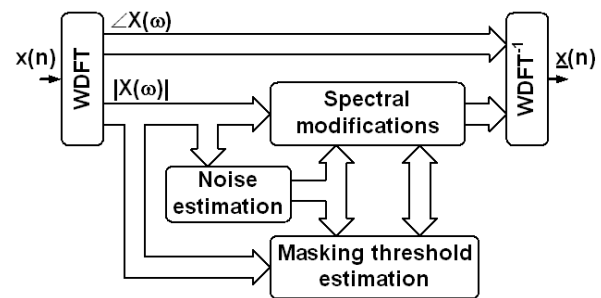 ∠X(ω)
x(n)
WDFT
|X(ω)|
Spectral
modifications
WDFT⁻¹
x(n)
Noise
estimation
Masking threshold
estimation